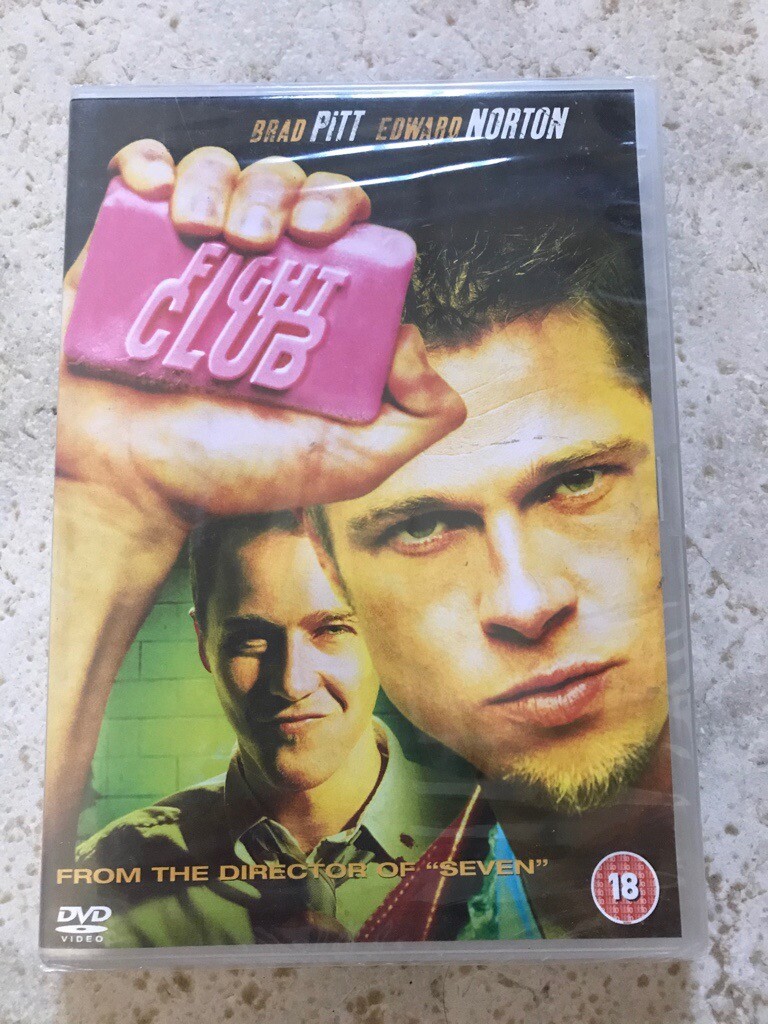 BRAD PiTT EDWARD NORTON
FIGHT
CLUB
FROM THE DIRECTOR OF "SEVEN"
18
DVD
VIDEO